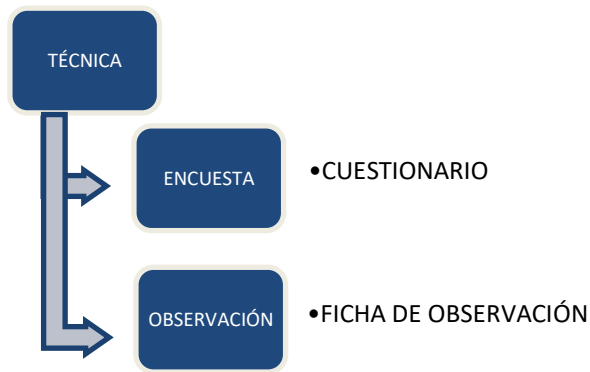 TÉCNICA
ENCUESTA
•CUESTIONARIO
OBSERVACIÓN
•FICHA DE OBSERVACIÓN